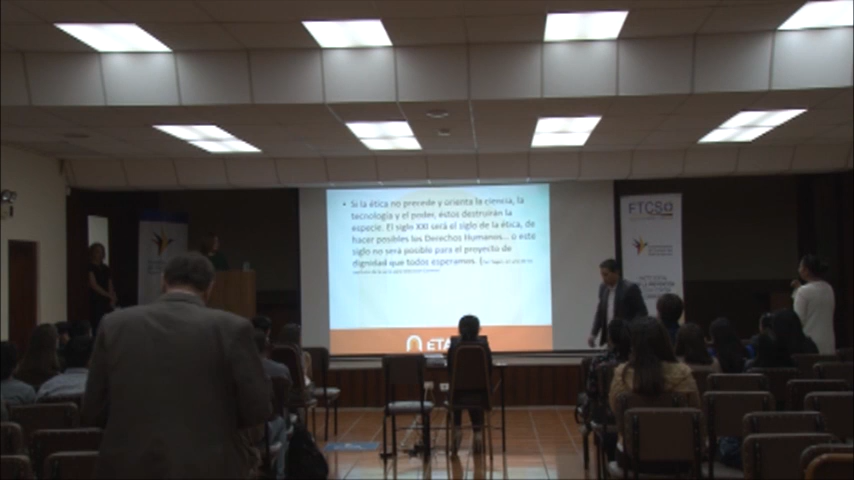 • Si la ética no precede y orienta la ciencia, la
tecnología y el poder, éstos destruirán la
especie. El siglo XXI será el siglo de la ética, de
hacer posibles los Derechos Humanos... o este
siglo no será posible para el proyecto de
dignidad que todos esperamos. (
ETA
FTCS